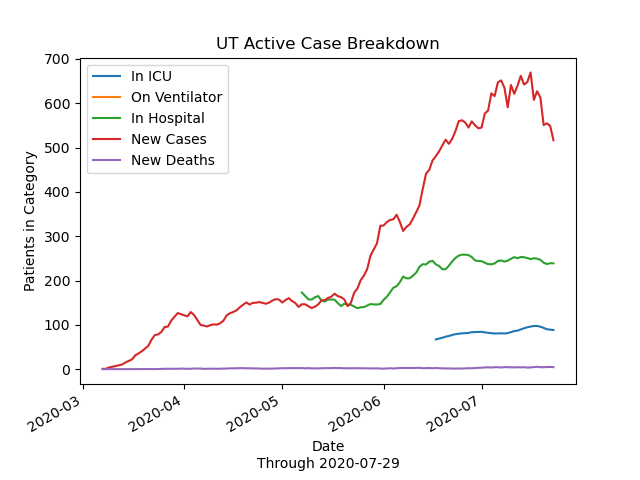 UT Active Case Breakdown
In ICU
On Ventilator
In Hospital
New Cases
New Deaths
Patients in Category
700
600
500
400
300
200
100
0
2020-03
2020-04
2020-05
2020-06
2020-07
Date
Through 2020-07-29